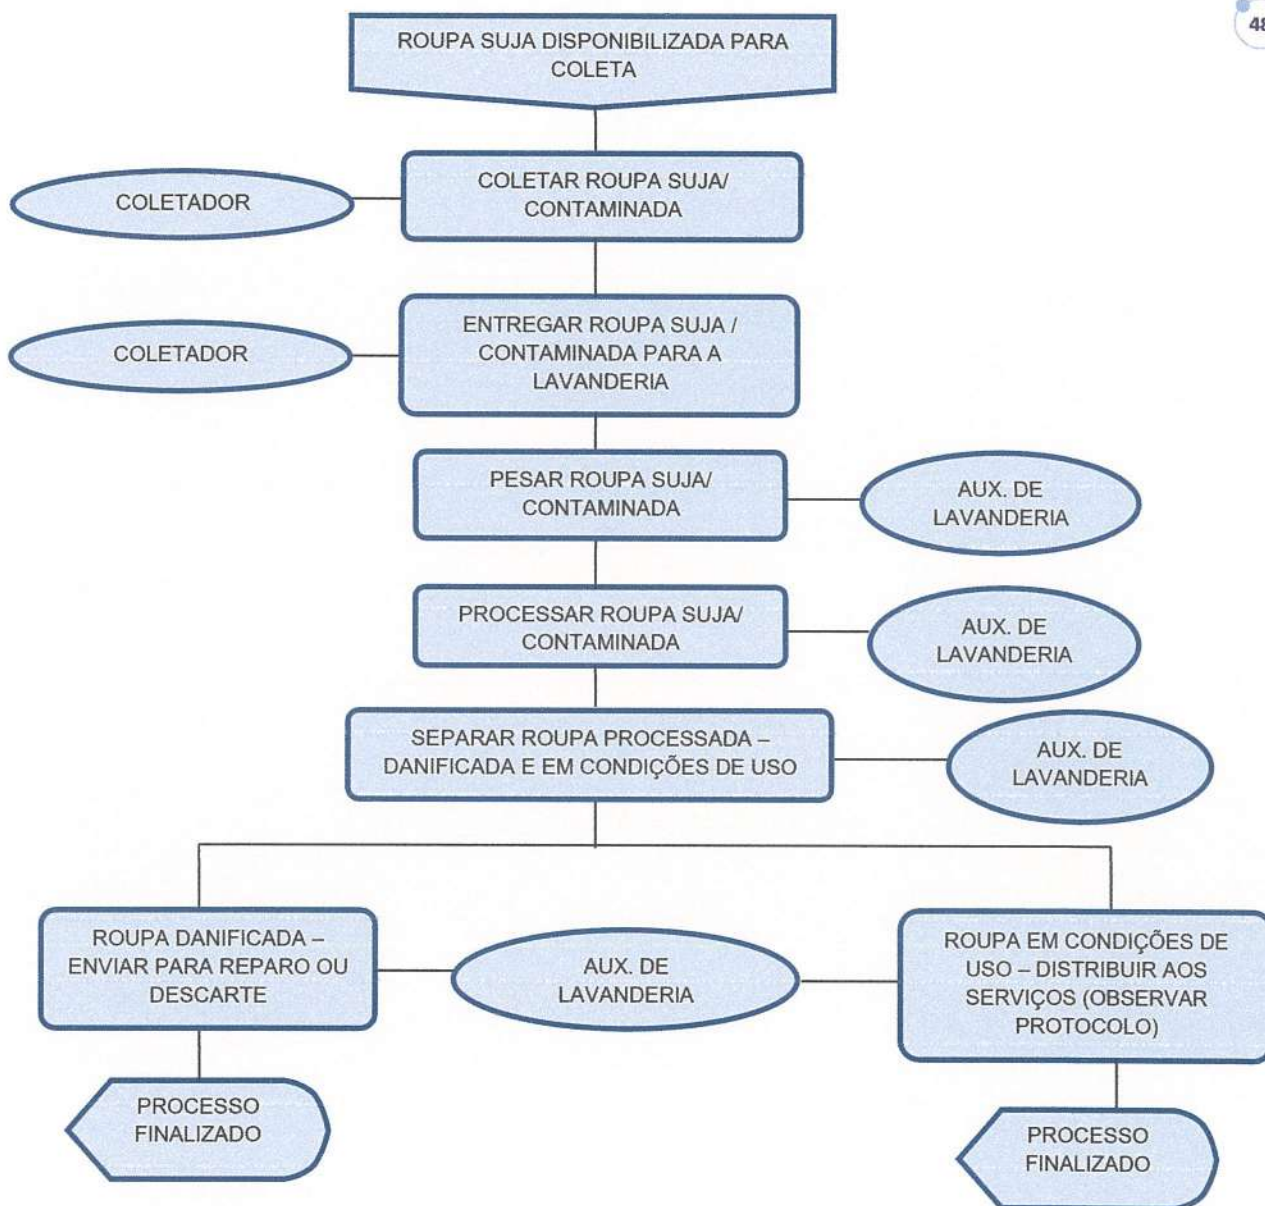 48
ROUPA SUJA DISPONIBILIZADA PARA
COLETA
COLETAR ROUPA SUJA/
CONTAMINADA
COLETADOR
ENTREGAR ROUPA SUJA /
CONTAMINADA PARA A
LAVANDERIA
COLETADOR
PESAR ROUPA SUJA/
CONTAMINADA
AUX. DE
LAVANDERIA
PROCESSAR ROUPA SUJA/
CONTAMINADA
AUX. DE
LAVANDERIA
SEPARAR ROUPA PROCESSADA –
DANIFICADA E EM CONDIÇÕES DE USO
AUX. DE
LAVANDERIA
ROUPA DANIFICADA –
ENVIAR PARA REPARO OU
DESCARTE
AUX. DE
LAVANDERIA
ROUPA EM CONDIÇÕES DE
USO – DISTRIBUIR AOS
SERVIÇOS (OBSERVAR
PROTOCOLO)
PROCESSO
FINALIZADO
PROCESSO
FINALIZADO